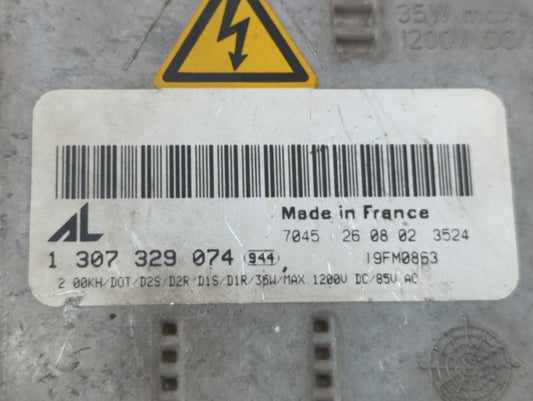 35W max
1200V DC/
AL
Made in France
7045 26 08 02 3524
1 307 329 074 944
19FM0863
2 00KH/DOT/D2S/D2R/D1S/D1R/36W/MAX 1200V DC/85V AC